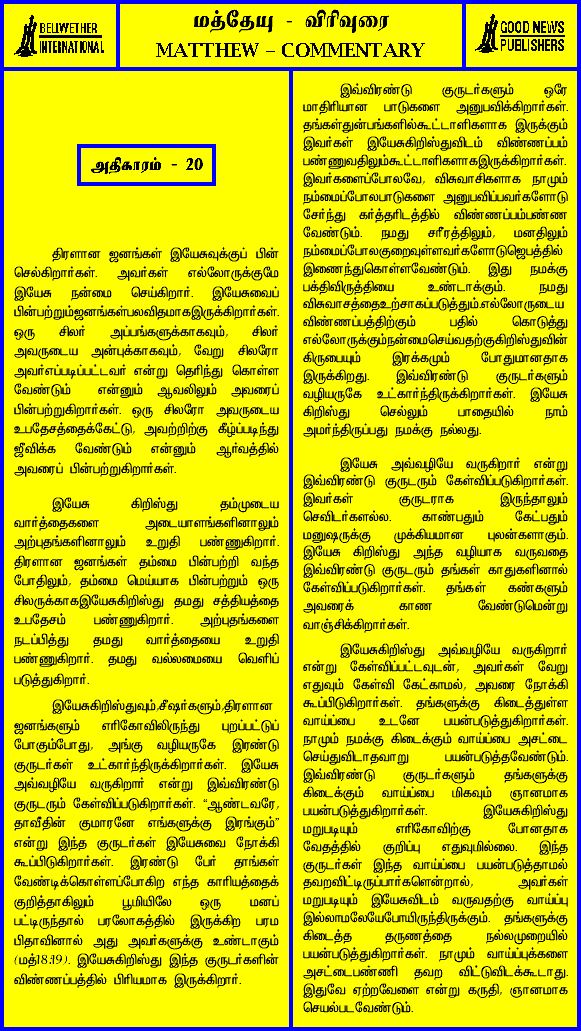 BELLWETHER
INTERNATIONAL
மத்தேயு - விரிவுரை
MATTHEW – COMMENTARY
GOOD NEWS
PUBLISHERS
அதிகாரம் - 20
திரளான ஜனங்கள் இயேசுவுக்குப் பின்
செல்கிறார்கள். அவர்கள் எல்லோருக்குமே
இயேசு நன்மை செய்கிறார். இயேசுவைப்
பின்பற்றும்ஜனங்கள்பலவிதமாகஇருக்கிறார்கள்.
ஒரு சிலர் அப்பங்களுக்காகவும், சிலர்
அவருடைய அன்புக்காகவும், வேறு சிலரோ
அவர்எப்படிப்பட்டவர் என்று தெரிந்து கொள்ள
வேண்டும் என்னும் ஆவலிலும் அவரைப்
பின்பற்றுகிறார்கள். ஒரு சிலரோ அவருடைய
உபதேசத்தைக்கேட்டு, அவற்றிற்கு கீழ்ப்படிந்து
ஜீவிக்க வேண்டும் என்னும் ஆர்வத்தில்
அவரைப் பின்பற்றுகிறார்கள்.
இயேசு கிறிஸ்து தம்முடைய
வார்த்தைகளை அடையாளங்களினாலும்
அற்புதங்களினாலும் உறுதி பண்ணுகிறார்.
திரளான ஜனங்கள் தம்மை பின்பற்றி வந்த
போதிலும், தம்மை மெய்யாக பின்பற்றும் ஒரு
சிலருக்காகஇயேசுகிறிஸ்து தமது சத்தியத்தை
உபதேசம் பண்ணுகிறார். அற்புதங்களை
நடப்பித்து தமது வார்த்தையை உறுதி
பண்ணுகிறார். தமது வல்லமையை வெளிப்
படுத்துகிறார்.
இயேசுகிறிஸ்துவும்,சீஷர்களும்,திரளான
ஜனங்களும் எரிகோவிலிருந்து புறப்பட்டுப்
போகும்போது, அங்கு வழியருகே இரண்டு
குருடர்கள் உட்கார்ந்திருக்கிறார்கள். இயேசு
அவ்வழியே வருகிறார் என்று இவ்விரண்டு
குருடரும் கேள்விப்படுகிறார்கள். “ஆண்டவரே,
தாவீதின் குமாரனே எங்களுக்கு இரங்கும்”
என்று இந்த குருடர்கள் இயேசுவை நோக்கி
கூப்பிடுகிறார்கள். இரண்டு பேர் தாங்கள்
வேண்டிக்கொள்ளப்போகிற எந்த காரியத்தைக்
குறித்தாகிலும் பூமியிலே ஒரு மனப்
பட்டிருந்தால் பரலோகத்தில் இருக்கிற பரம
பிதாவினால் அது அவர்களுக்கு உண்டாகும்
(மத்18:19). இயேசுகிறிஸ்து இந்த குருடர்களின்
விண்ணப்பத்தில் பிரியமாக இருக்கிறார்.
இவ்விரண்டு குருடர்களும் ஒரே
மாதிரியான பாடுகளை அனுபவிக்கிறார்கள்.
தங்கள்துன்பங்களில்கூட்டாளிகளாக இருக்கும்
இவர்கள் இயேசுகிறிஸ்துவிடம் விண்ணப்பம்
பண்ணுவதிலும்கூட்டாளிகளாகஇருக்கிறார்கள்.
இவர்களைப்போலவே, விசுவாசிகளாக நாமும்
நம்மைப்போலபாடுகளை அனுபவிப்பவர்களோடு
சேர்ந்து கர்த்தரிடத்தில் விண்ணப்பம்பண்ண
வேண்டும். நமது சரீரத்திலும், மனதிலும்
நம்மைப்போலகுறைவுள்ளவர்களோடுஜெபத்தில்
இணைந்துகொள்ளவேண்டும். இது நமக்கு
பக்திவிருத்தியை உண்டாக்கும். நமது
விசுவாசத்தைஉற்சாகப்படுத்தும்.எல்லோருடைய
விண்ணப்பத்திற்கும் பதில் கொடுத்து
எல்லோருக்கும்நன்மைசெய்வதற்குகிறிஸ்துவின்
கிருபையும் இரக்கமும் போதுமானதாக
இருக்கிறது. இவ்விரண்டு குருடர்களும்
வழியருகே உட்கார்ந்திருக்கிறார்கள். இயேசு
கிறிஸ்து செல்லும் பாதையில் நாம்
அமர்ந்திருப்பது நமக்கு நல்லது.
இயேசு அவ்வழியே வருகிறார் என்று
இவ்விரண்டு குருடரும் கேள்விப்படுகிறார்கள்.
இவர்கள் குருடராக இருந்தாலும்
செவிடர்களல்ல. காண்பதும் கேட்பதும்
மனுஷருக்கு முக்கியமான புலன்களாகும்.
இயேசு கிறிஸ்து அந்த வழியாக வருவதை
இவ்விரண்டு குருடரும் தங்கள் காதுகளினால்
கேள்விப்படுகிறார்கள். தங்கள் கண்களும்
அவரைக் காண வேண்டுமென்று
வாஞ்சிக்கிறார்கள்.
இயேசுகிறிஸ்து அவ்வழியே வருகிறார்
என்று கேள்விப்பட்டவுடன், அவர்கள் வேறு
எதுவும் கேள்வி கேட்காமல், அவரை நோக்கி
கூப்பிடுகிறார்கள். தங்களுக்கு கிடைத்துள்ள
வாய்ப்பை உடனே பயன்படுத்துகிறார்கள்.
நாமும் நமக்கு கிடைக்கும் வாய்ப்பை அசட்டை
செய்துவிடாதவாறு பயன்படுத்தவேண்டும்.
இவ்விரண்டு குருடர்களும் தங்களுக்கு
கிடைத்த வாய்ப்பை மிகவும் ஞானமாக
பயன்படுத்துகிறார்கள். இயேசுகிறிஸ்து
மறுபடியும் எரிகோவிற்கு போனதாக
வேதத்தில் குறிப்பு எதுவுமில்லை. இந்த
குருடர்கள் இந்த வாய்ப்பை பயன்படுத்தாமல்
தவறவிட்டிருப்பார்களென்றால், அவர்கள்
மறுபடியும் இயேசுவிடம் வருவதற்கு வாய்ப்பு
இல்லாமலேயேபோயிருந்திருக்கும். தங்களுக்கு
கிடைத்த தருணத்தை நல்லமுறையில்
பயன்படுத்துகிறார்கள். நாமும் வாய்ப்புக்களை
அசட்டைபண்ணி தவற விட்டுவிடக்கூடாது.
இதுவே ஏற்றவேளை என்று கருதி, ஞானமாக
செயல்படவேண்டும்.